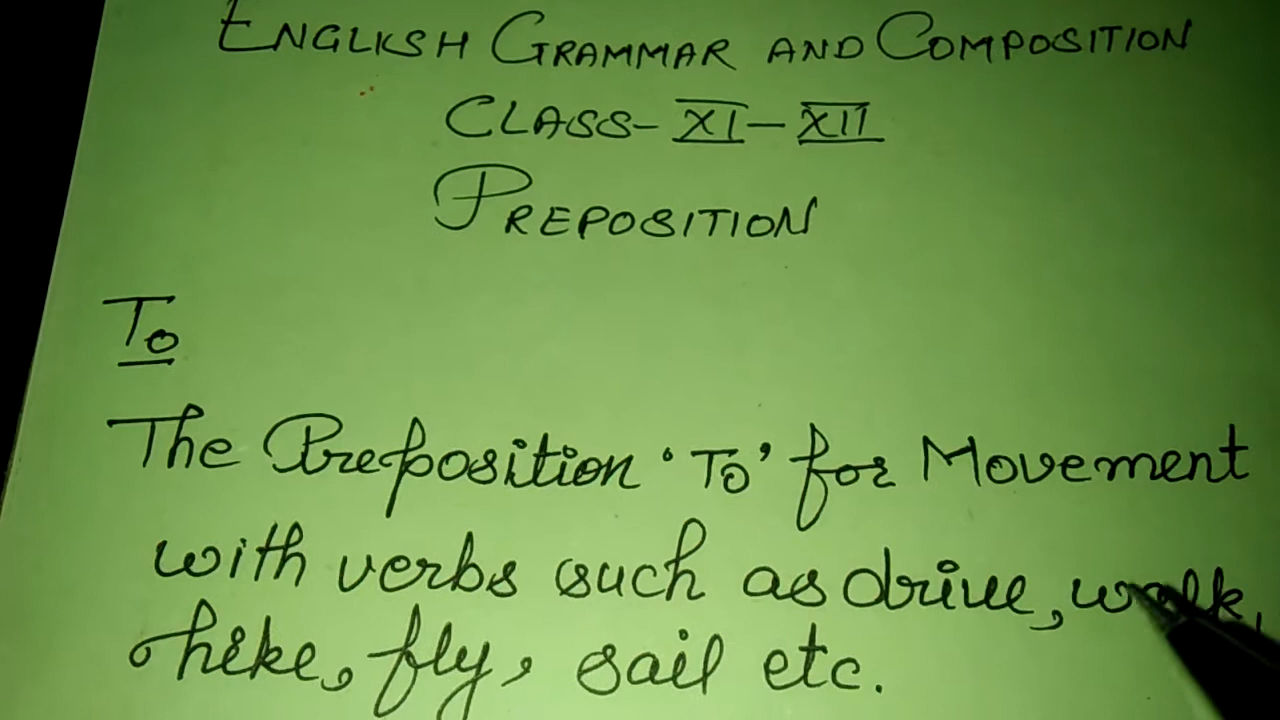 ENGLISH GRAMMAR AND COMPOSITION
CLASS- XI - XII
PREPOSITION
To
The Preposition 'To' for Movement
with verbs such as drive, walk,
hike, fly, sail etc.